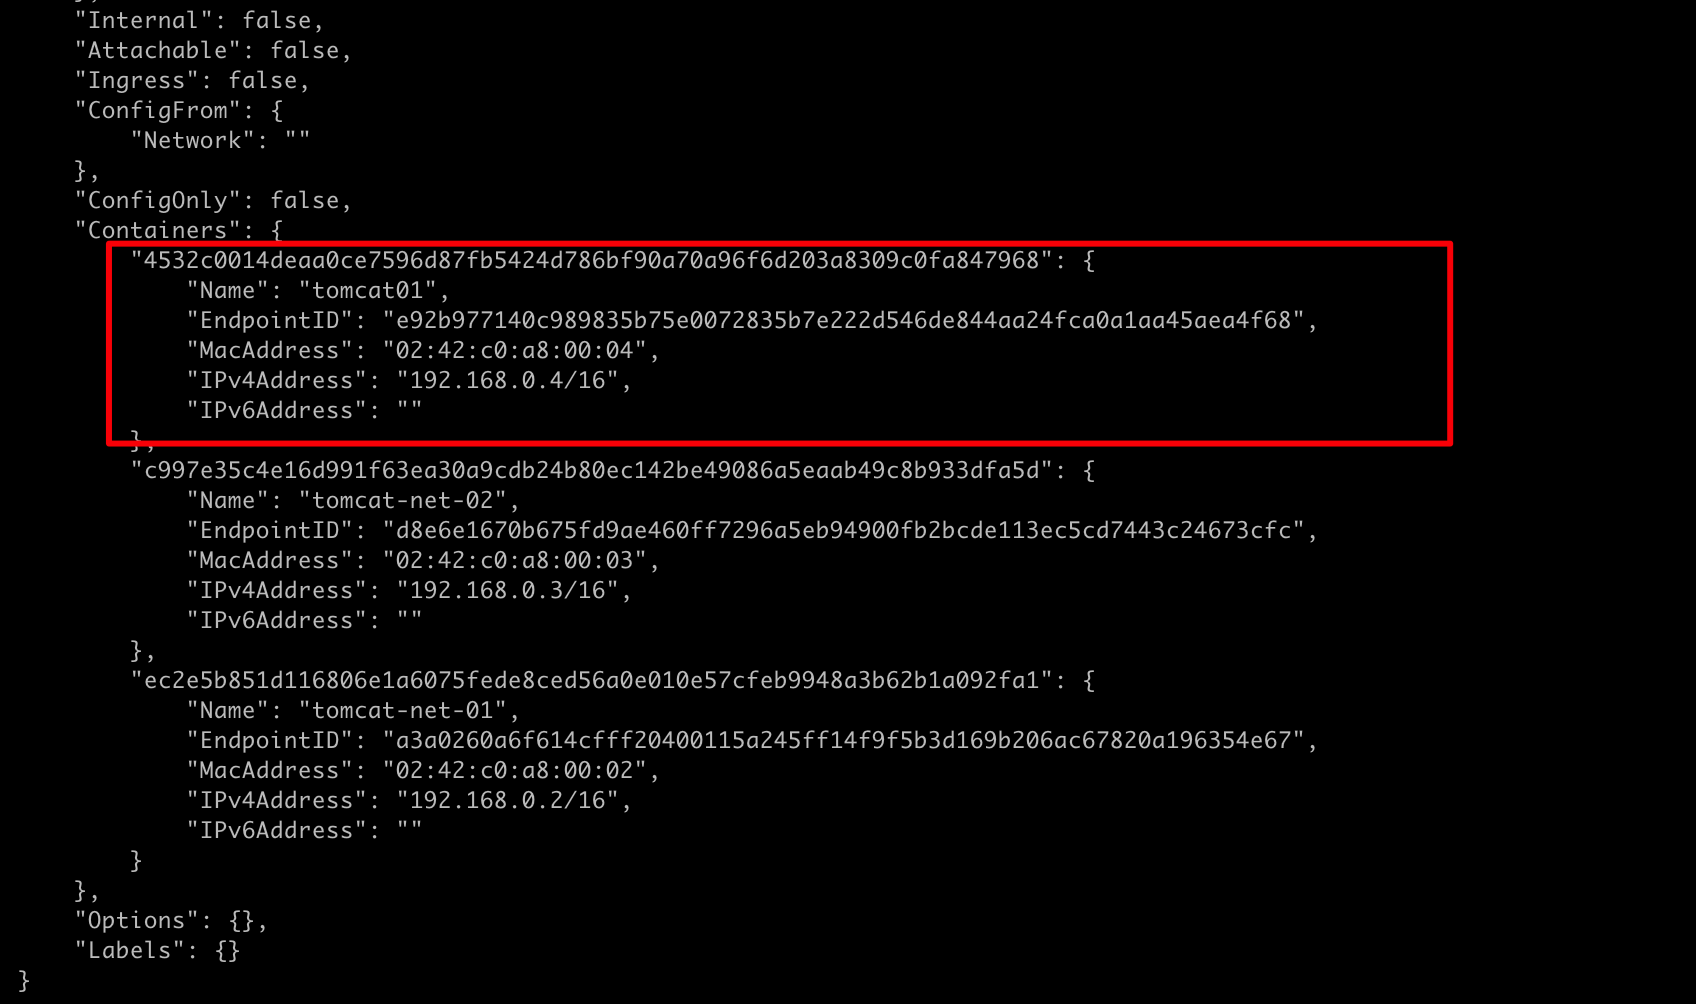 },
"Internal": false,
"Attachable": false,
"Ingress": false,
"ConfigFrom": {
"Network": ""
},
"ConfigOnly": false,
"Containers": {
"4532c0014deaa0ce7596d87fb5424d786bf90a70a96f6d203a8309c0fa847968": {
"Name": "tomcat01",
"EndpointID": "e92b977140c989835b75e0072835b7e222d546de844aa24fca0a1aa45aea4f68",
"MacAddress": "02:42:c0:a8:00:04",
"IPv4Address": "192.168.0.4/16",
"IPv6Address": ""
},
"c997e35c4e16d991f63ea30a9cdb24b80ec142be49086a5eaab49c8b933dfa5d": {
"Name": "tomcat-net-02",
"EndpointID": "d8e6e1670b675fd9ae460ff7296a5eb94900fb2bcde113ec5cd7443c24673cfc",
"MacAddress": "02:42:c0:a8:00:03",
"IPv4Address": "192.168.0.3/16",
"IPv6Address": ""
},
"ec2e5b851d116806e1a6075fede8ced56a0e010e57cfeb9948a3b62b1a092fa1": {
"Name": "tomcat-net-01",
"EndpointID": "a3a0260a6f614cfff20400115a245ff14f9f5b3d169b206ac67820a196354e67",
"MacAddress": "02:42:c0:a8:00:02",
"IPv4Address": "192.168.0.2/16",
"IPv6Address": ""
}
},
"Options": {},
"Labels": {}
}